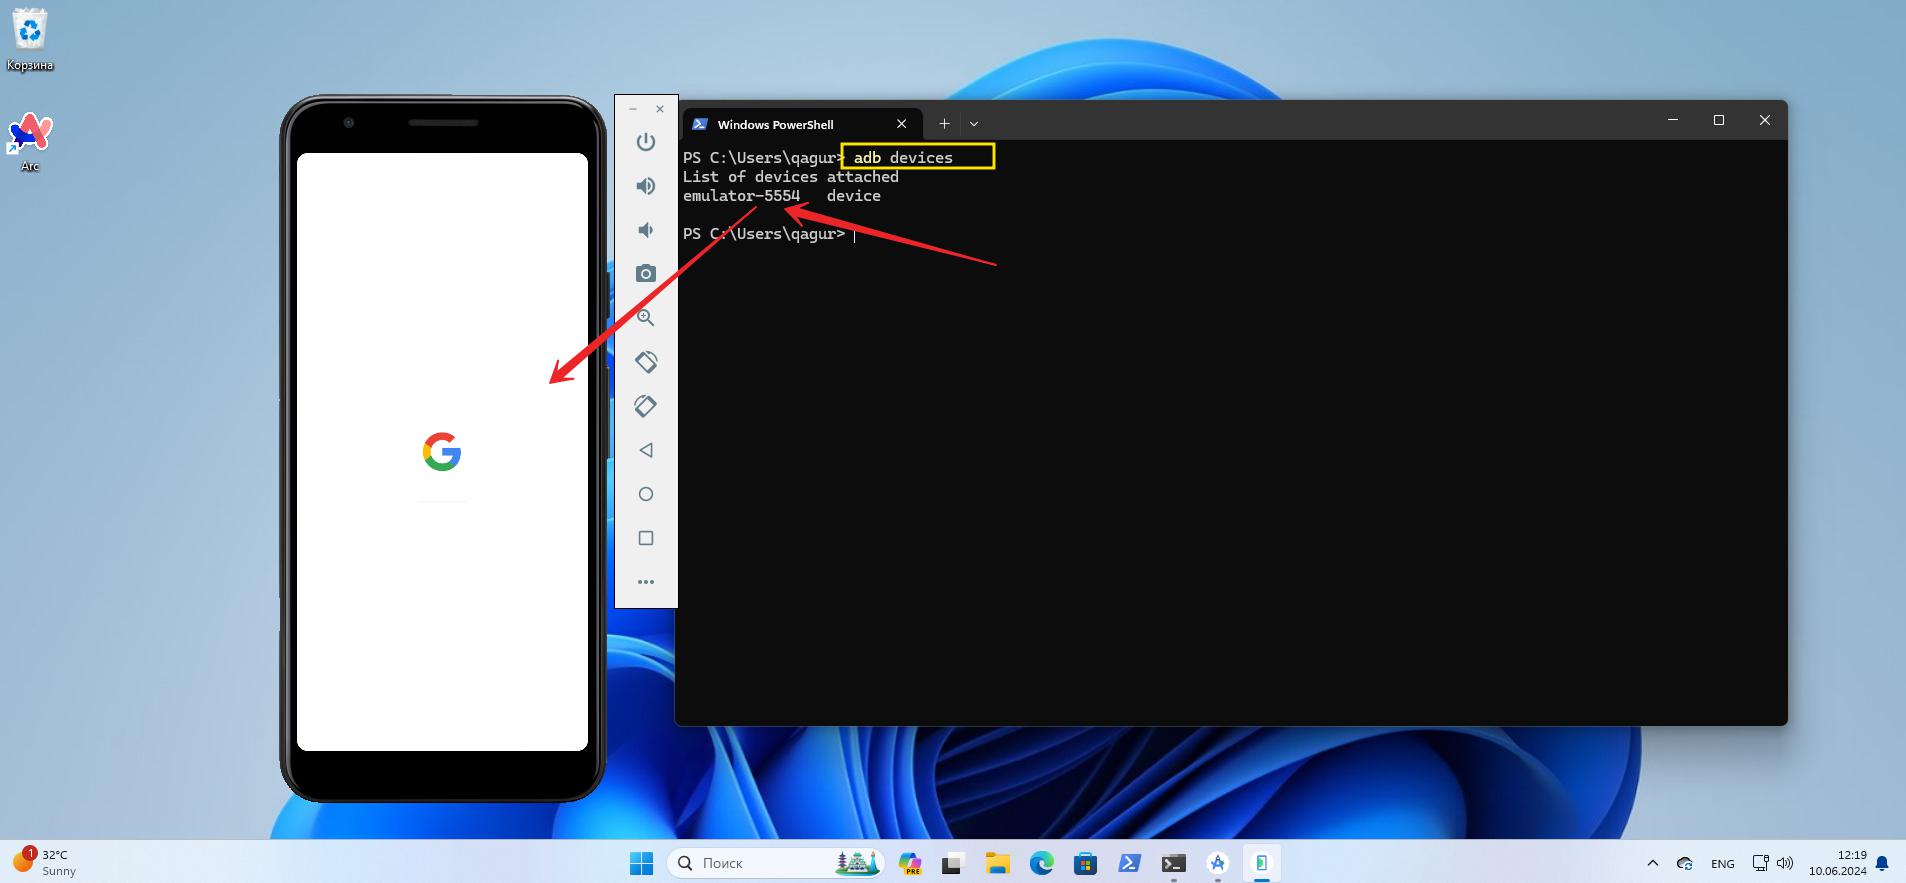 Корзина
Arc
Windows PowerShell
PS C:\Users\qagur> adb devices
List of devices attached
emulator-5554   device
PS C:\Users\qagur>
G
1
32°C
Sunny
Поиск
PRE
ENG
12:19
10.06.2024